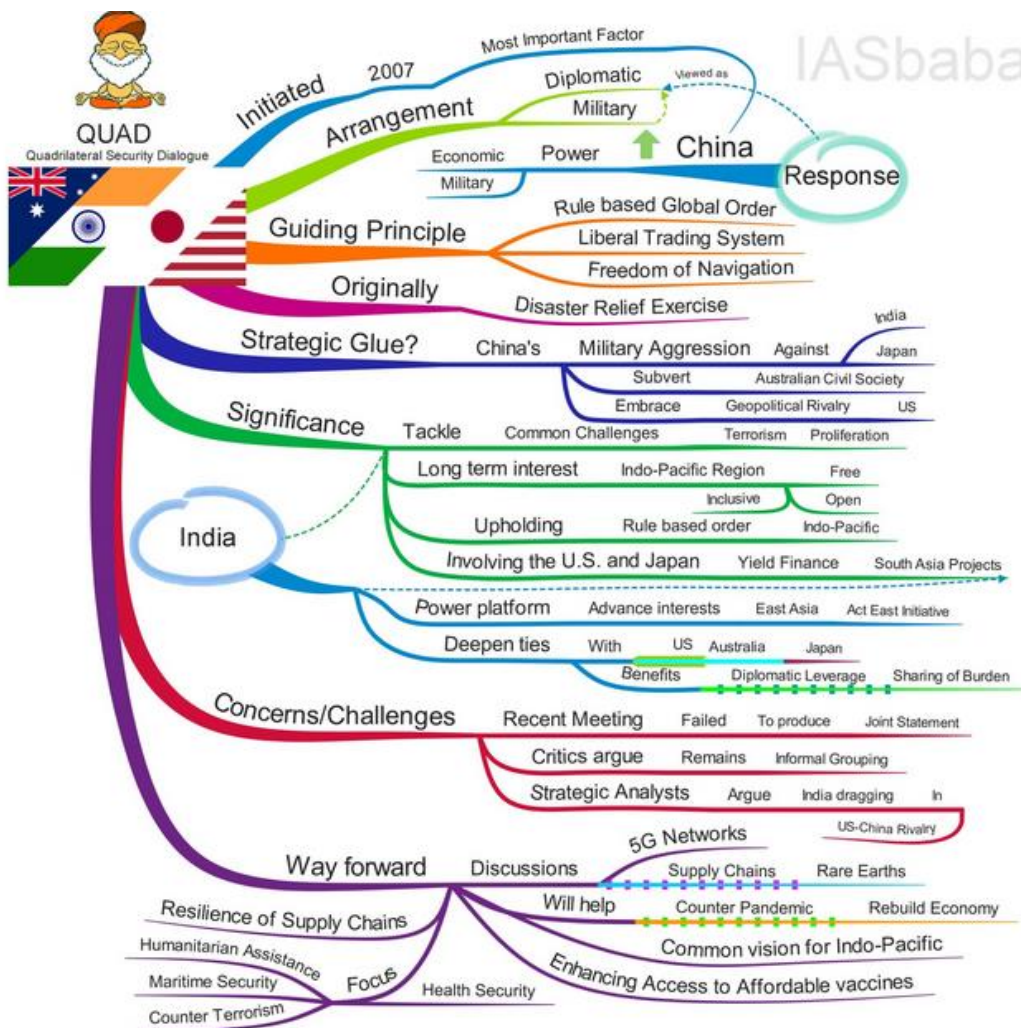 IASbaba
QUAD
Quadrilateral Security Dialogue
Initiated 2007 Most Important Factor
Arrangement Diplomatic
Military
Viewed as
China
Power Economic
Military
Response
Guiding Principle Rule based Global Order
Liberal Trading System
Freedom of Navigation
Originally Disaster Relief Exercise
Strategic Glue? China's Military Aggression Against India
Japan
Subvert Australian Civil Society
Embrace Geopolitical Rivalry US
Significance Tackle Common Challenges Terrorism Proliferation
Long term interest Indo-Pacific Region Free
Inclusive Open
Upholding Rule based order Indo-Pacific
Involving the U.S. and Japan Yield Finance South Asia Projects
India
Power platform Advance interests East Asia Act East Initiative
Deepen ties With US Australia Japan
Benefits Diplomatic Leverage Sharing of Burden
Concerns/Challenges Recent Meeting Failed To produce Joint Statement
Critics argue Remains Informal Grouping
Strategic Analysts Argue India dragging In
US-China Rivalry
Way forward Discussions 5G Networks
Supply Chains Rare Earths
Will help Counter Pandemic Rebuild Economy
Common vision for Indo-Pacific
Enhancing Access to Affordable vaccines
Resilience of Supply Chains
Focus Humanitarian Assistance
Maritime Security
Counter Terrorism
Health Security